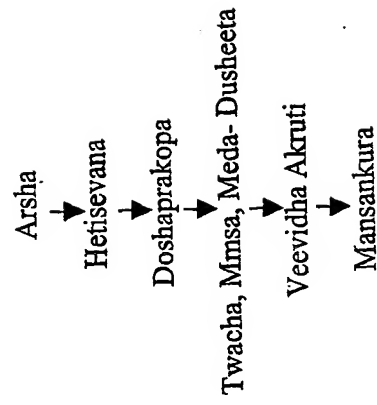 Arsha
Hetisevana
Doshaprakopa
Twacha, Mmsa, Meda- Dusheeta
Veevidha Akruti
Mansankura